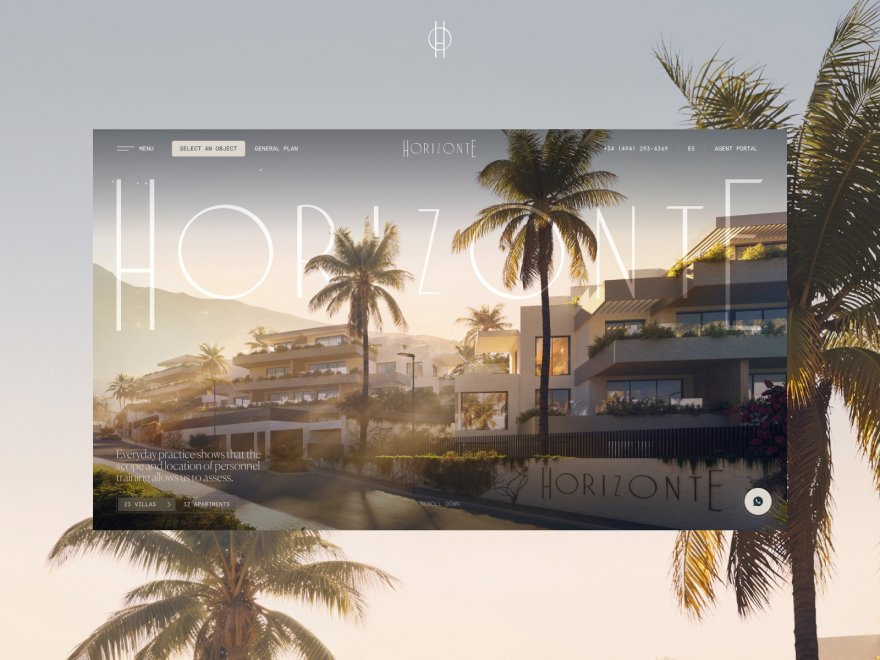 MENU
SELECT AN OBJECT
GENERAL PLAN
HORIZONTE
+34 (494) 293-4369
ES
AGENT PORTAL
HORIZONTE
Everyday practice shows that the
scope and location of personnel
training allows us to assess.
23 VILLAS
32 APARTMENTS
SCROLL DOWN
HORIZONTE